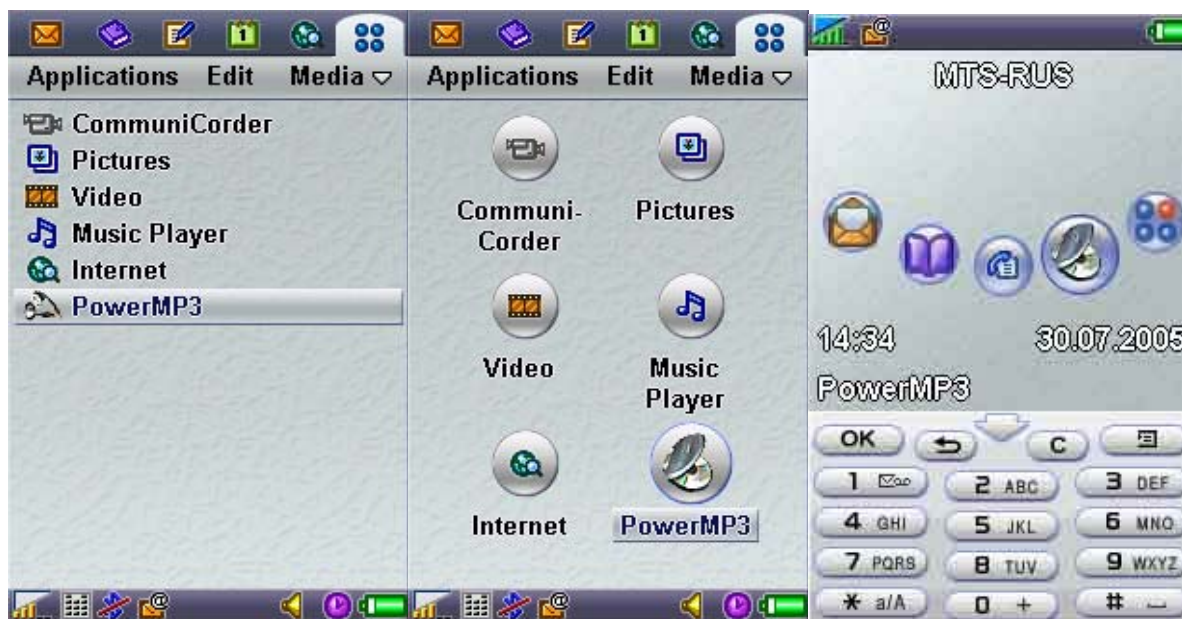 Applications Edit Media
CommuniCorder
Pictures
Video
Music Player
Internet
PowerMP3
1
Applications Edit Media
Communi-
Corder
Pictures
Video
Music
Player
Internet
PowerMP3
1
@
MTS-RUS
14:34 30.07.2005
PowerMP3
OK C
1 2 ABC 3 DEF
4 GHI 5 JKL 6 MNO
7 PQRS 8 TUV 9 WXYZ
* a/A 0 + #
@
@